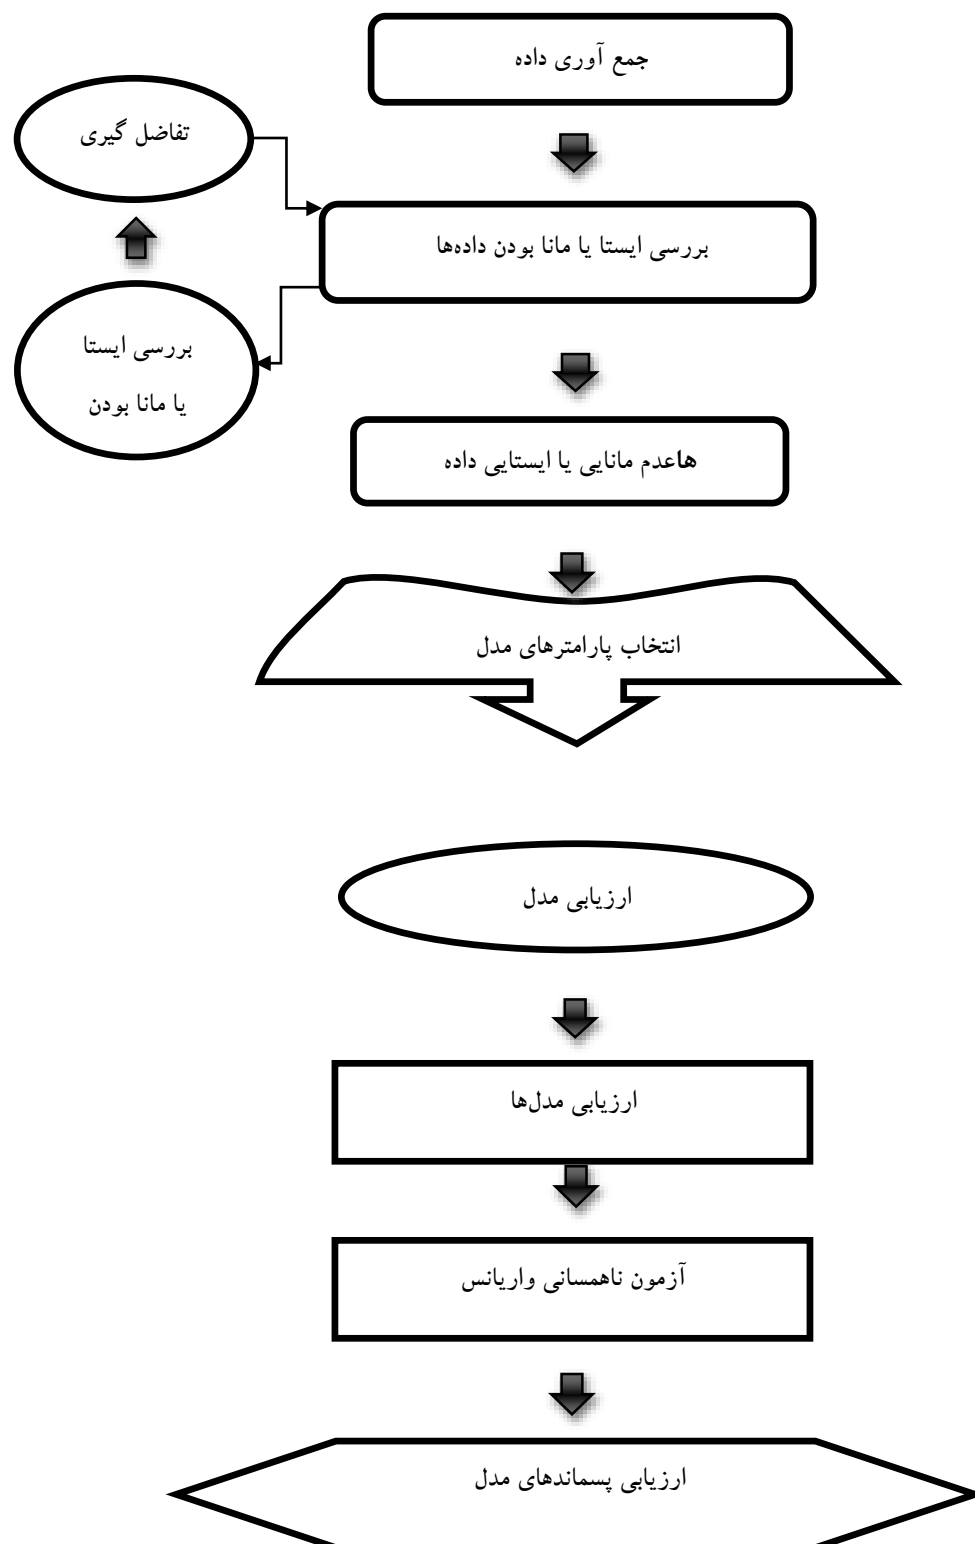 جمع آوری داده
تفاضل گیری
بررسی ایستا یا مانا بودن داده‌ها
بررسی ایستا
یا مانا بودن
هاعدم مانایی یا ایستایی داده
انتخاب پارامترهای مدل
ارزیابی مدل
ارزیابی مدل‌ها
آزمون ناهمسانی واریانس
ارزیابی پسماندهای مدل